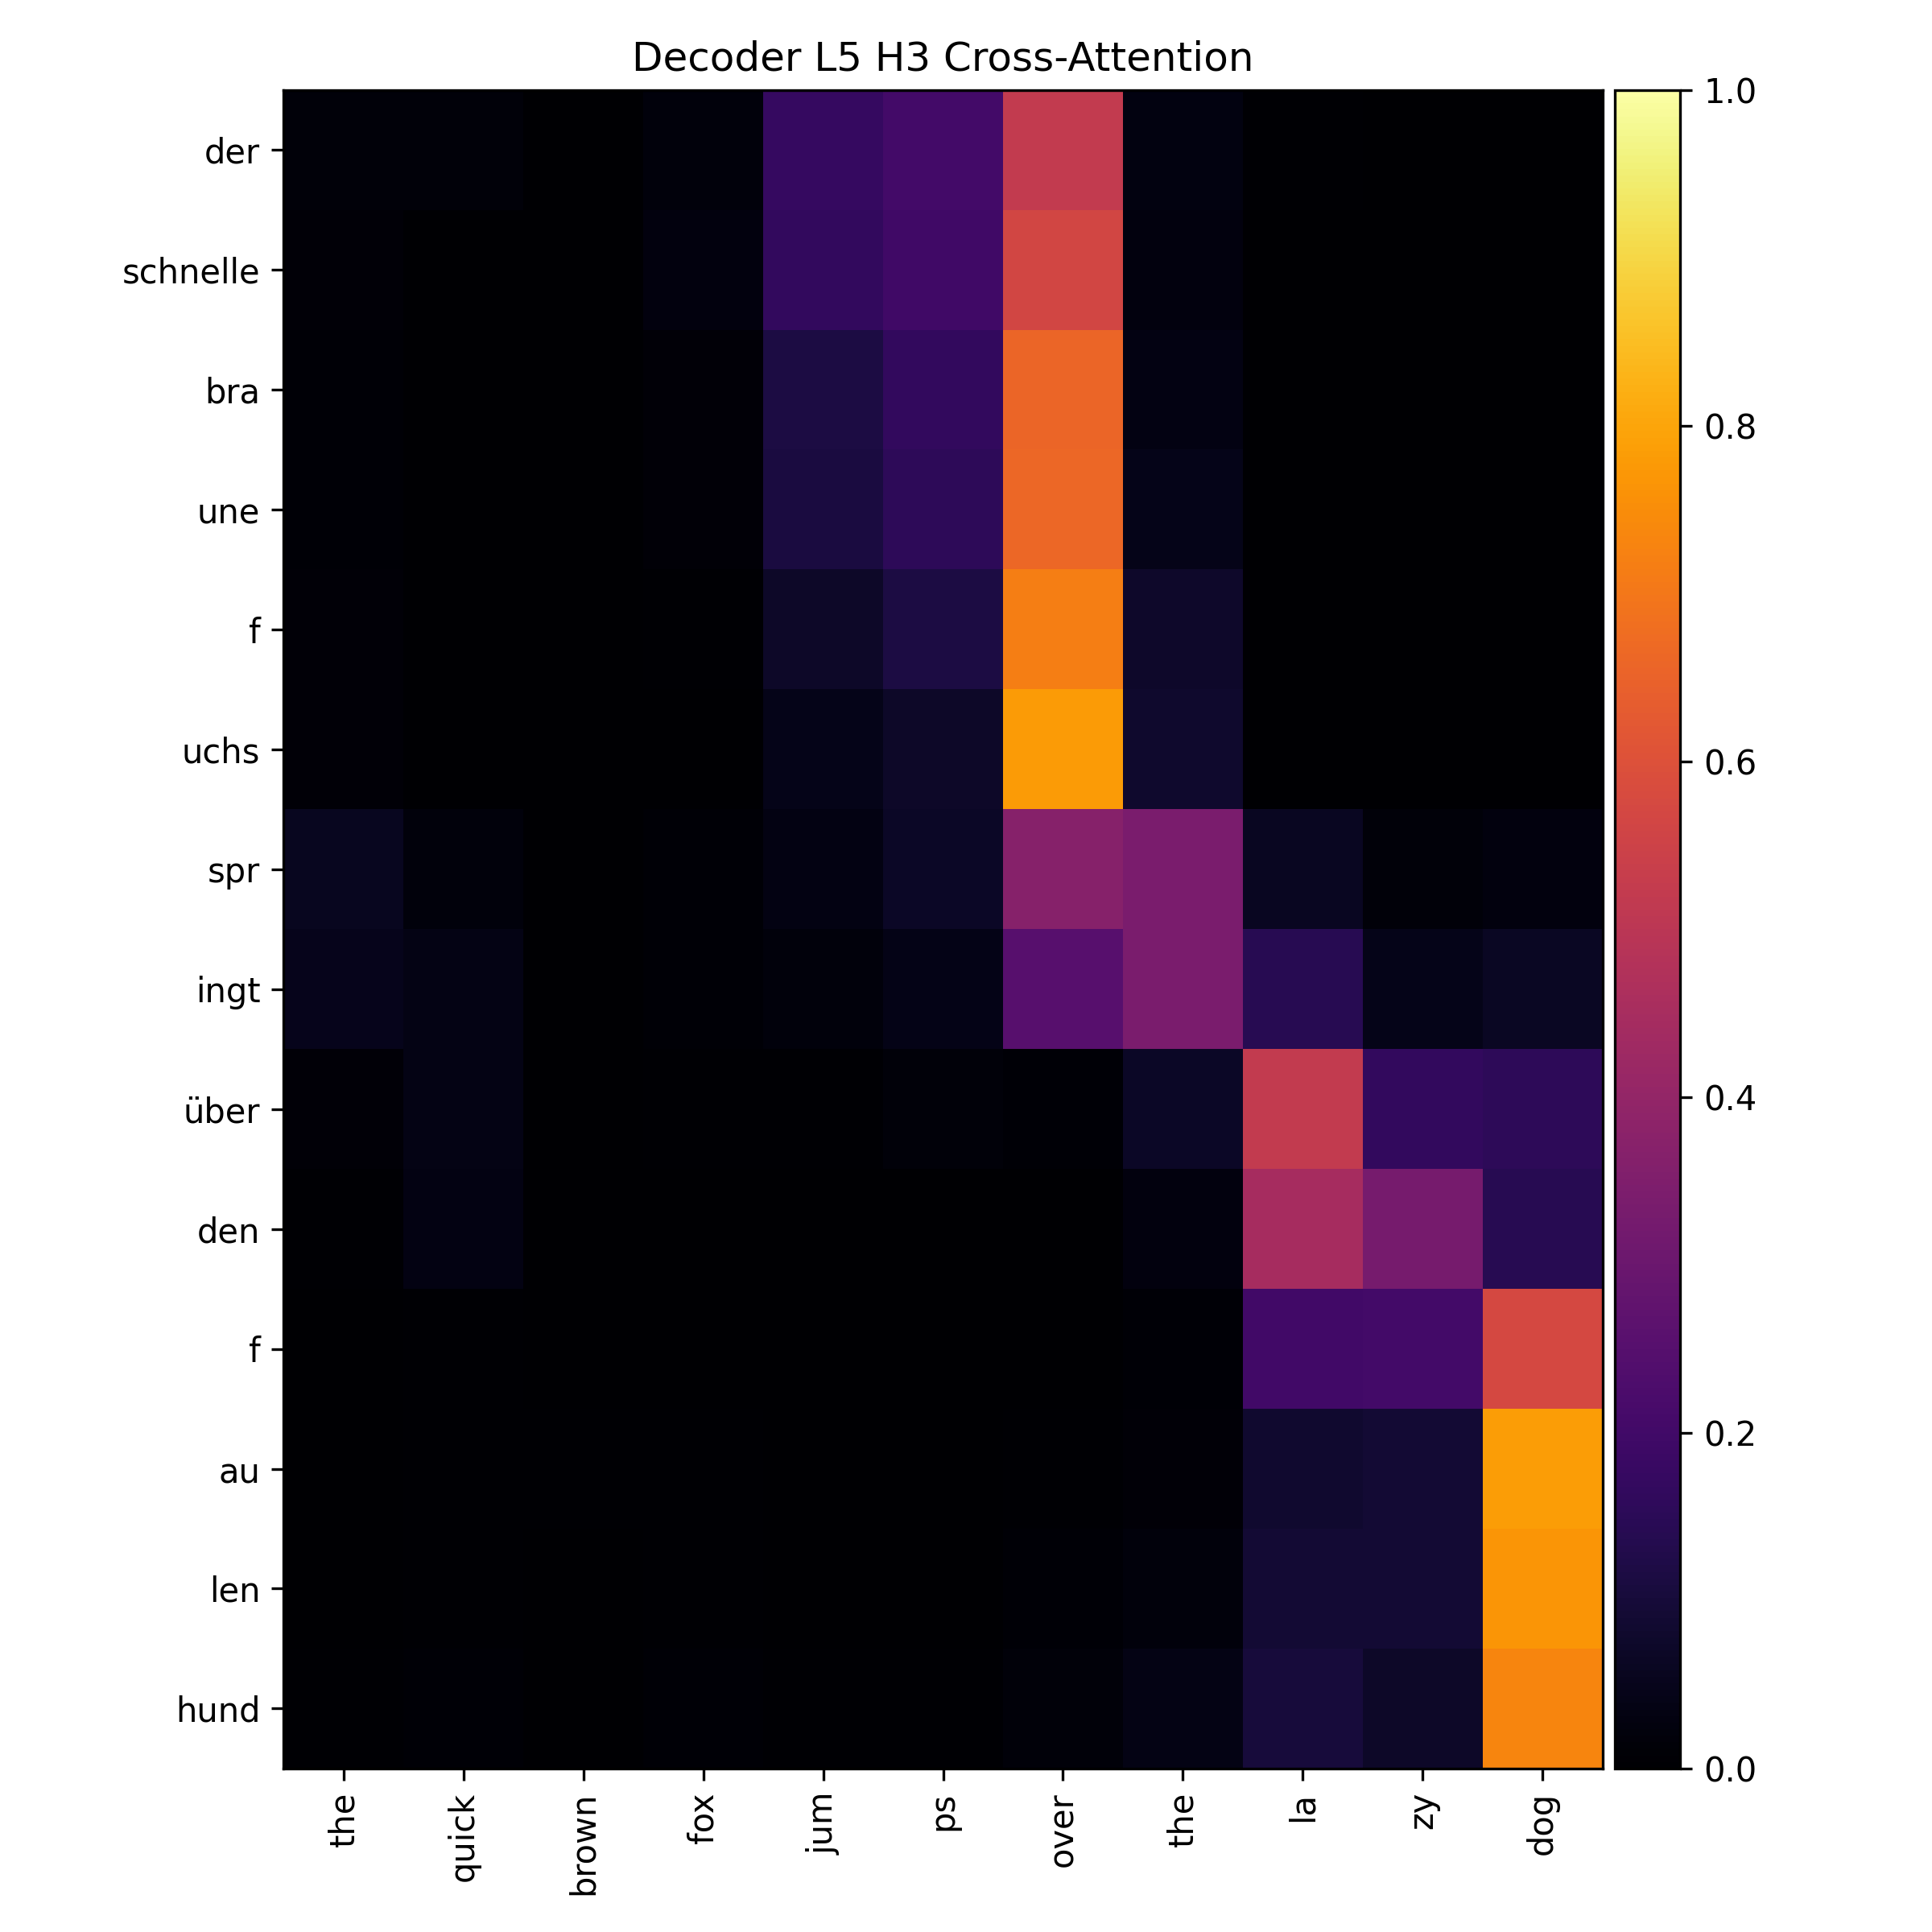 Decoder L5 H3 Cross-Attention
der
schnelle
bra
une
f
uchs
spr
ingt
über
den
f
au
len
hund
the
quick
brown
fox
jum
ps
over
the
la
zy
dog
1.0
0.8
0.6
0.4
0.2
0.0